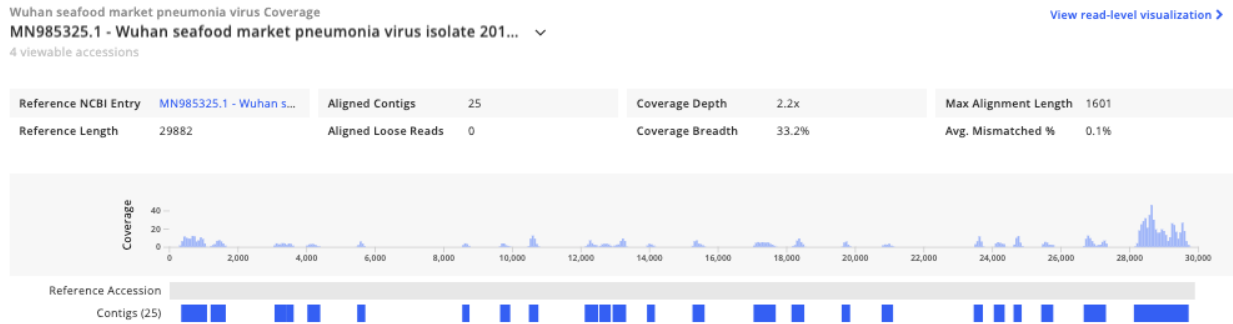 Wuhan seafood market pneumonia virus Coverage
View read-level visualization
MN985325.1 - Wuhan seafood market pneumonia virus isolate 201...
4 viewable accessions
Reference NCBI Entry MN985325.1 - Wuhan s... Aligned Contigs 25 Coverage Depth 2.2x Max Alignment Length 1601
Reference Length 29882 Aligned Loose Reads 0 Coverage Breadth 33.2% Avg. Mismatched % 0.1%
Coverage
40
20
0
0 2,000 4,000 6,000 8,000 10,000 12,000 14,000 16,000 18,000 20,000 22,000 24,000 26,000 28,000 30,000
Reference Accession
Contigs (25)